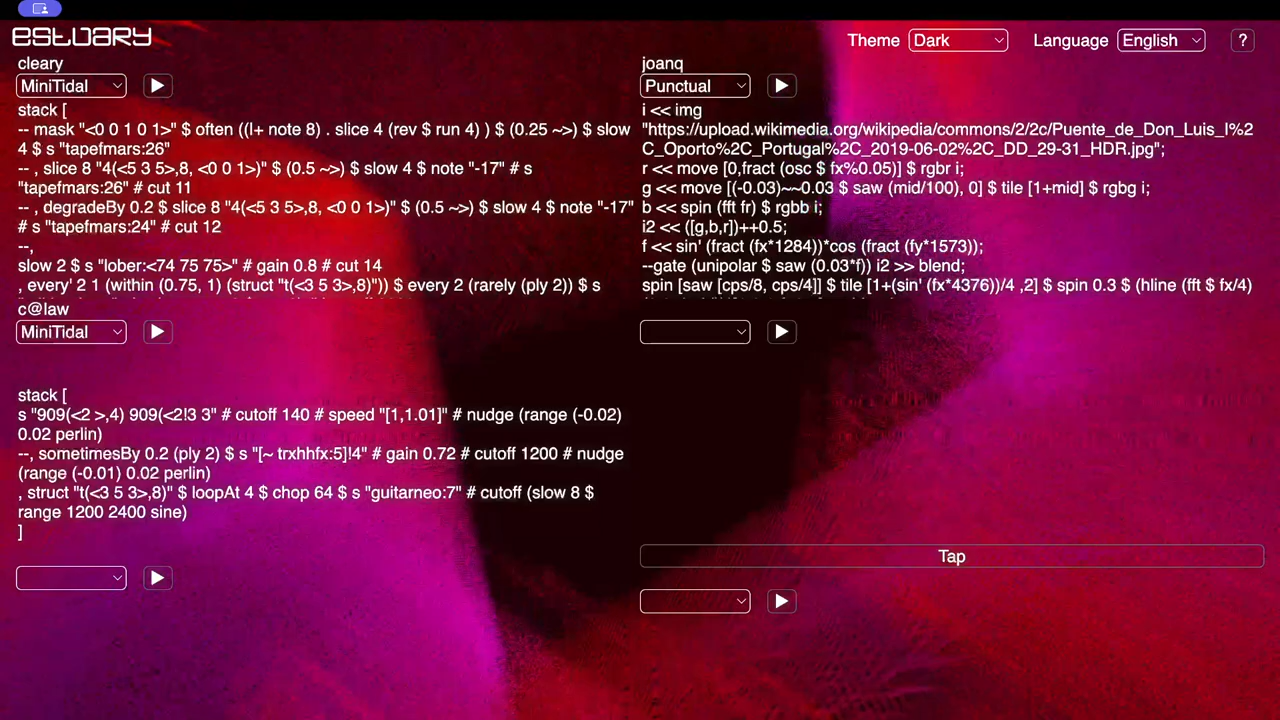 estuary
Theme Dark Language English ?
cleary
MiniTidal
stack [
-- mask "<0 0 1 0 1>" $ often ((|+ note 8) . slice 4 (rev $ run 4) ) $ (0.25 ~>) $ slow
4 $ s "tapefmars:26"
-- , slice 8 "4(<5 3 5>,8, <0 0 1>)" $ (0.5 ~>) $ slow 4 $ note "-17" # s
"tapefmars:26" # cut 11
-- , degradeBy 0.2 $ slice 8 "4(<5 3 5>,8, <0 0 1>)" $ (0.5 ~>) $ slow 4 $ note "-17"
# s "tapefmars:24" # cut 12
--,
slow 2 $ s "lober:<74 75 75>" # gain 0.8 # cut 14
, every' 2 1 (within (0.75, 1) (struct "t(<3 5 3>,8)")) $ every 2 (rarely (ply 2)) $ s
c@law
MiniTidal
stack [
s "909(<2 >,4) 909(<2!3 3" # cutoff 140 # speed "[1,1.01]" # nudge (range (-0.02)
0.02 perlin)
--, sometimesBy 0.2 (ply 2) $ s "[~ trxhhfx:5]!4" # gain 0.72 # cutoff 1200 # nudge
(range (-0.01) 0.02 perlin)
, struct "t(<3 5 3>,8)" $ loopAt 4 $ chop 64 $ s "guitarneo:7" # cutoff (slow 8 $
range 1200 2400 sine)
]
joanq
Punctual
i << img
"https://upload.wikimedia.org/wikipedia/commons/2/2c/Puente_de_Don_Luis_I%2
C_Oporto%2C_Portugal%2C_2019-06-02%2C_DD_29-31_HDR.jpg";
r << move [0,fract (osc $ fx%0.05)] $ rgbr i;
g << move [(-0.03)~~0.03 $ saw (mid/100), 0] $ tile [1+mid] $ rgbg i;
b << spin (fft fr) $ rgbb i;
i2 << ([g,b,r])++0.5;
f << sin' (fract (fx*1284))*cos (fract (fy*1573));
--gate (unipolar $ saw (0.03*f)) i2 >> blend;
spin [saw [cps/8, cps/4]] $ tile [1+(sin' (fx*4376))/4 ,2] $ spin 0.3 $ (hline (fft $ fx/4)
Tap